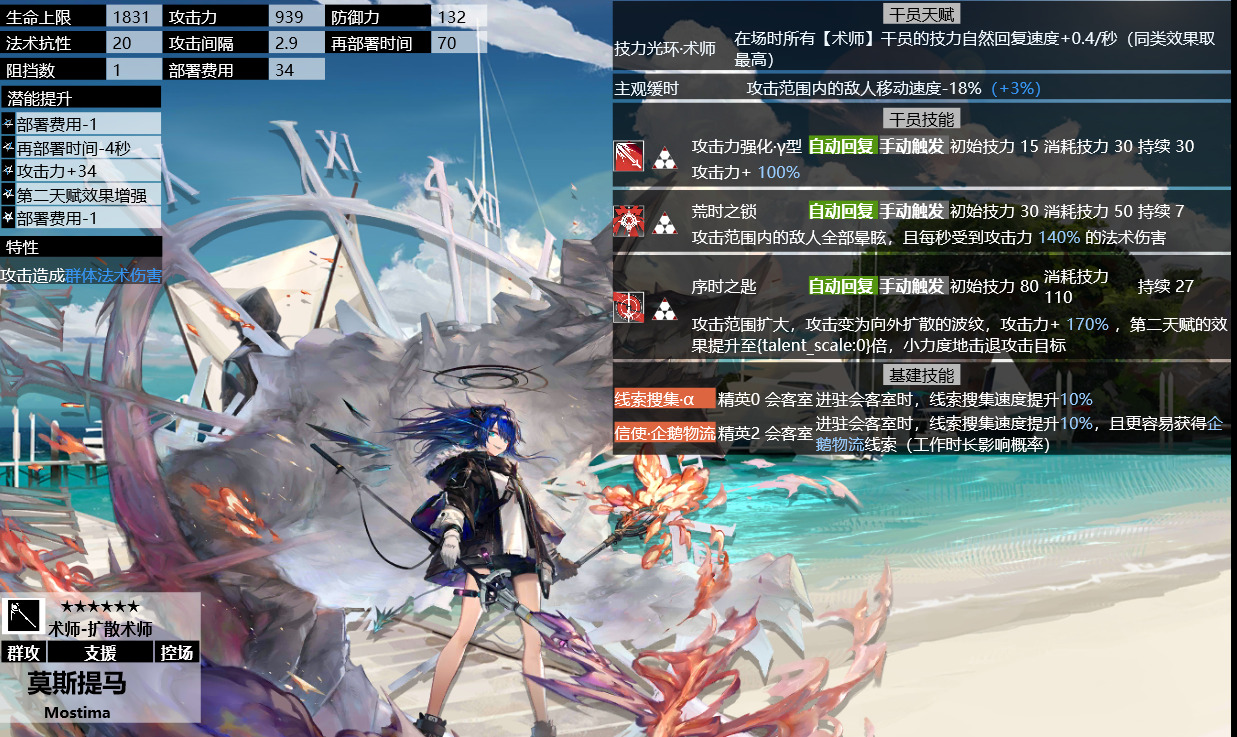 生命上限 1831 攻击力 939 防御力 132
法术抗性 20 攻击间隔 2.9 再部署时间 70
阻挡数 1 部署费用 34
潜能提升
部署费用-1
再部署时间-4秒
攻击力+34
第二天赋效果增强
部署费用-1
特性
攻击造成群体法术伤害
干员天赋
技力光环·术师 在场时所有【术师】干员的技力自然回复速度+0.4/秒（同类效果取
最高）
主观缓时 攻击范围内的敌人移动速度-18%（+3%）
干员技能
攻击力强化·γ型 自动回复 手动触发 初始技力 15 消耗技力 30 持续 30
攻击力+ 100%
荒时之锁 自动回复 手动触发 初始技力 30 消耗技力 50 持续 7
攻击范围内的敌人全部晕眩，且每秒受到攻击力 140% 的法术伤害
序时之匙 自动回复 手动触发 初始技力 80 消耗技力
110 持续 27
攻击范围扩大，攻击变为向外扩散的波纹，攻击力+ 170% ，第二天赋的效
果提升至{talent_scale:0}倍，小力度地击退攻击目标
基建技能
线索搜集·α 精英0 会客室 进驻会客室时，线索搜集速度提升10%
信使·企鹅物流 精英2 会客室 进驻会客室时，线索搜集速度提升10%，且更容易获得企
鹅物流线索（工作时长影响概率）
★★★★★★
术师-扩散术师
群攻 支援 控场
莫斯提马
Mostima